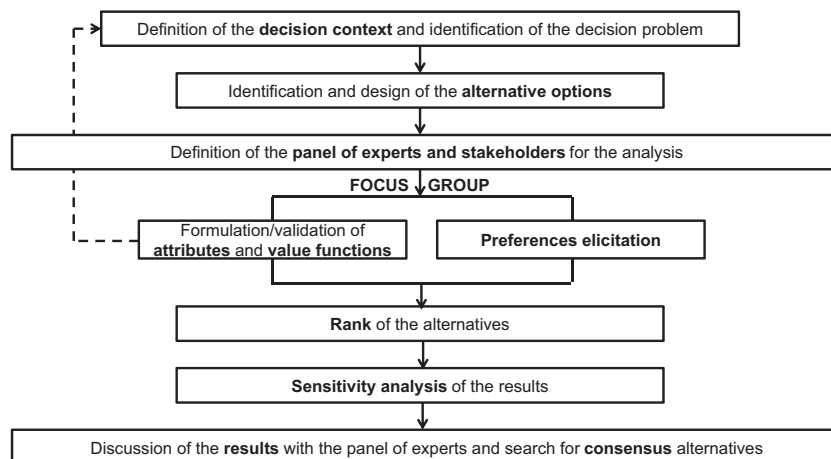 Definition of the decision context and identification of the decision problem
Identification and design of the alternative options
Definition of the panel of experts and stakeholders for the analysis
FOCUS GROUP
Formulation/validation of
attributes and value functions
Preferences elicitation
Rank of the alternatives
Sensitivity analysis of the results
Discussion of the results with the panel of experts and search for consensus alternatives